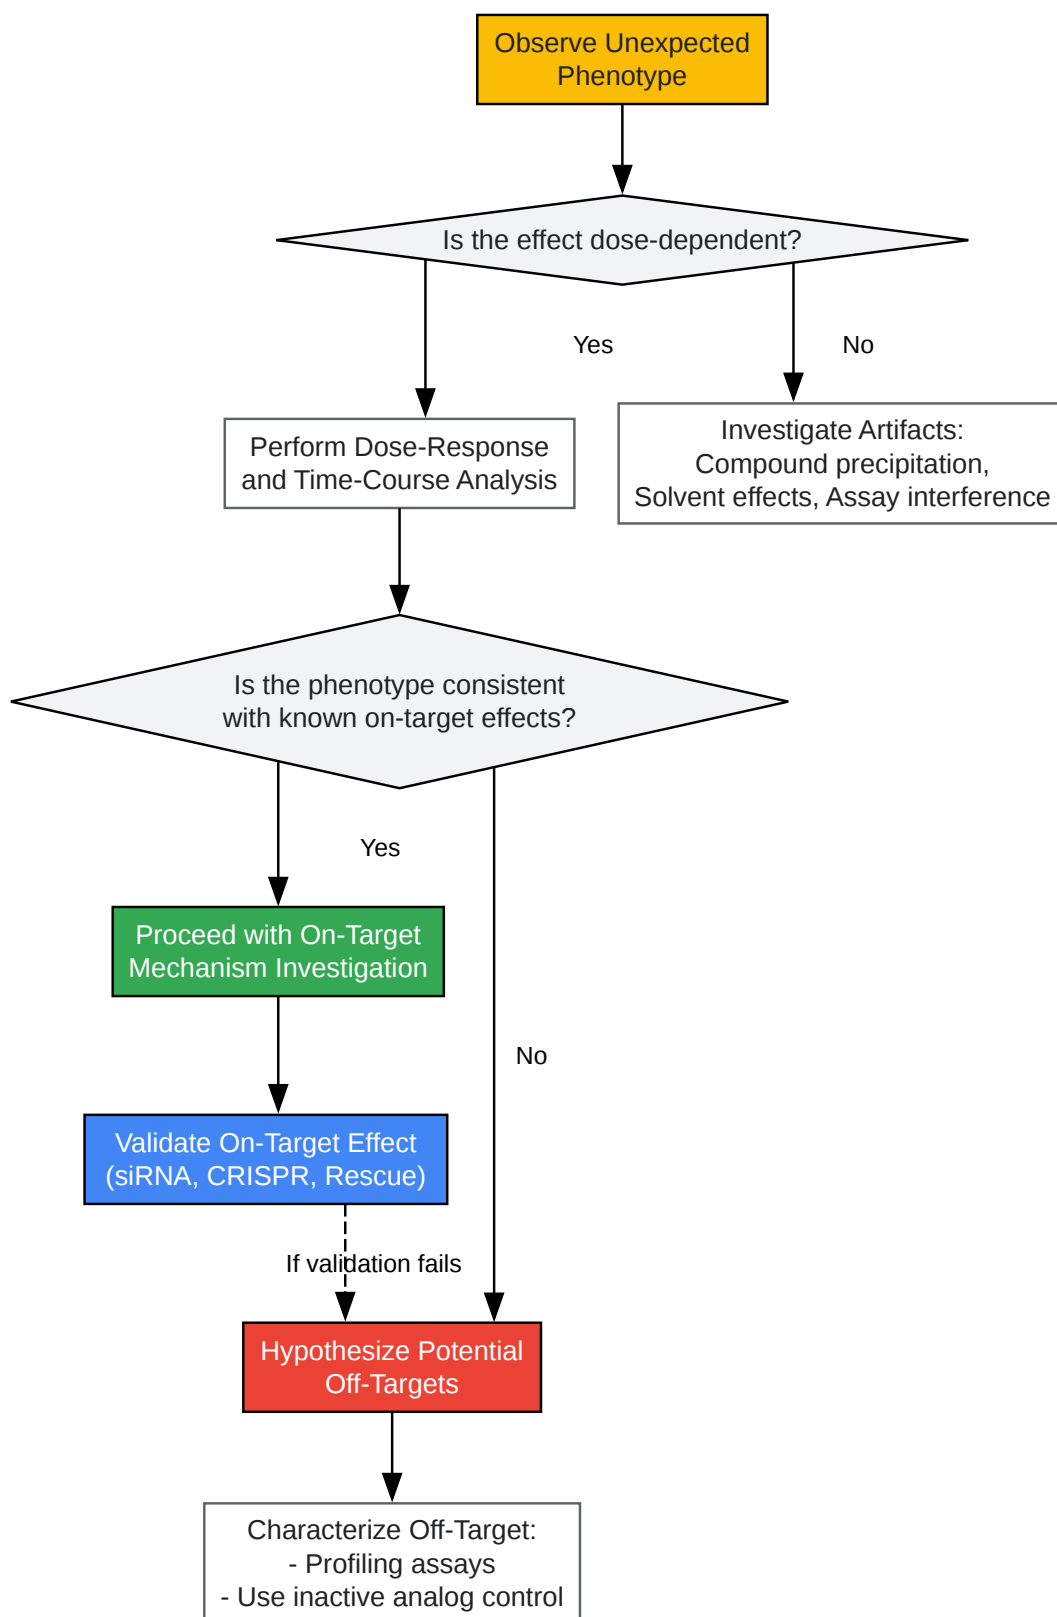 Observe Unexpected
Phenotype
Is the effect dose-dependent?
Yes
No
Perform Dose-Response
and Time-Course Analysis
Investigate Artifacts:
Compound precipitation,
Solvent effects, Assay interference
Is the phenotype consistent
with known on-target effects?
Yes
Proceed with On-Target
Mechanism Investigation
No
Validate On-Target Effect
(siRNA, CRISPR, Rescue)
If validation fails
Hypothesize Potential
Off-Targets
Characterize Off-Target:
- Profiling assays
- Use inactive analog control